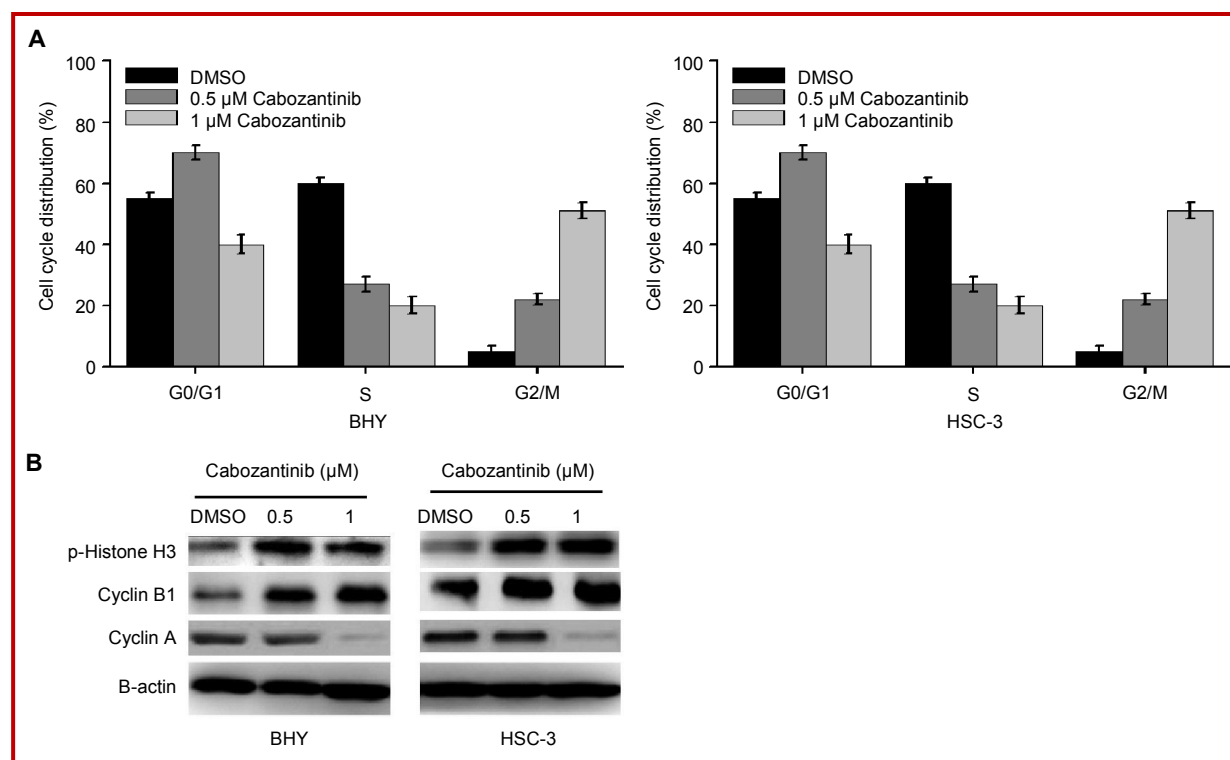 A
Cell cycle distribution (%)
100
80
60
40
20
0
DMSO
0.5 µM Cabozantinib
1 µM Cabozantinib
G0/G1 S G2/M
BHY
Cell cycle distribution (%)
100
80
60
40
20
0
DMSO
0.5 µM Cabozantinib
1 µM Cabozantinib
G0/G1 S G2/M
HSC-3
B
Cabozantinib (µM)
DMSO 0.5 1
Cabozantinib (µM)
DMSO 0.5 1
p-Histone H3
Cyclin B1
Cyclin A
B-actin
BHY
HSC-3